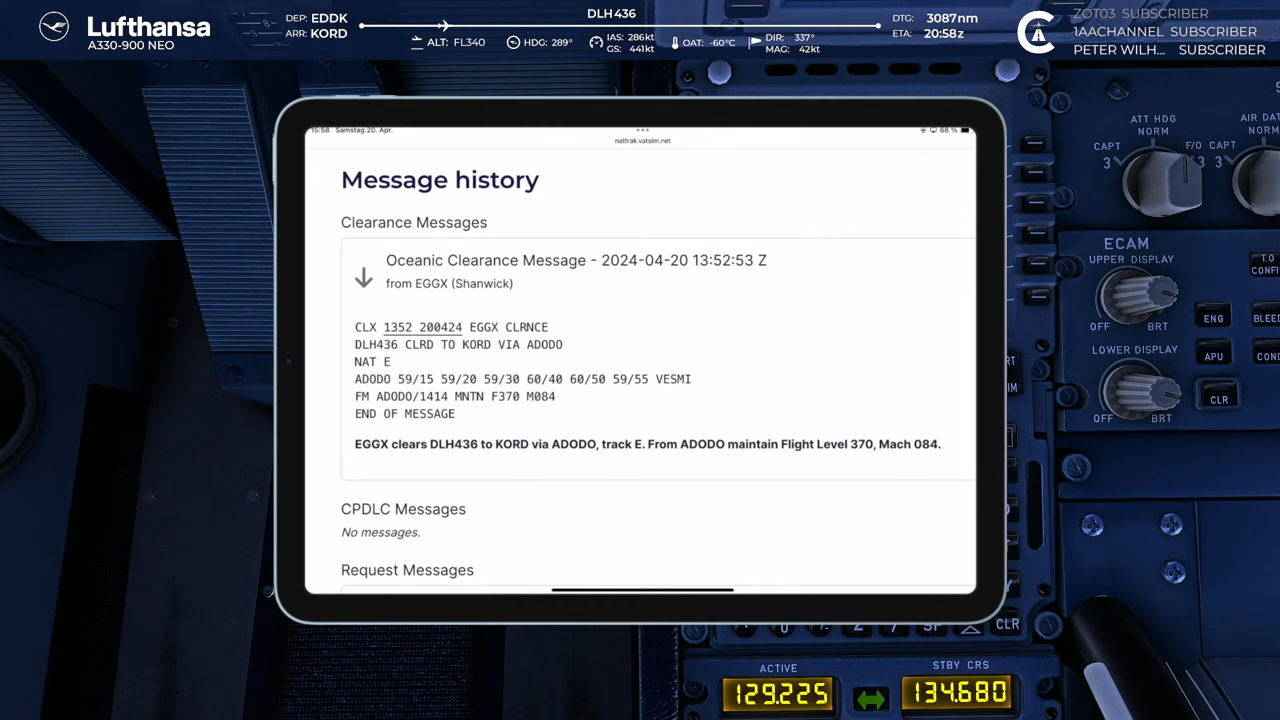 Lufthansa
A330-900 NEO
DEP: EDDK
ARR: KORD
DLH436
ALT: FL340
HDG: 289°
IAS: 286kt
GS: 441kt
OAT: -60°C
DIR: 337°
MAG: 42kt
DTG: 3087nm
ETA: 20:58z
ZOT03 SUBSCRIBER
1AACHANNEL SUBSCRIBER
PETER WILH... SUBSCRIBER
15:58 Samstag 20. Apr.
68 %
nattrak.vatsim.net
Message history
Clearance Messages
Oceanic Clearance Message - 2024-04-20 13:52:53 Z
from EGGX (Shanwick)
CLX 1352 200424 EGGX CLRNCE
DLH436 CLRD TO KORD VIA ADODO
NAT E
ADODO 59/15 59/20 59/30 60/40 60/50 59/55 VESMI
FM ADODO/1414 MNTN F370 M084
END OF MESSAGE
EGGX clears DLH436 to KORD via ADODO, track E. From ADODO maintain Flight Level 370, Mach 084.
CPDLC Messages
No messages.
Request Messages
ATT HDG
NORM
CAPT
3
F/O
3
AIR DAT
NORM
CAPT
3
ECAM
UPPER DISPLAY
OFF
BRT
LOWER DISPLAY
OFF
BRT
T.O
CONFI
ENG
BLEED
APU
COND
CLR
CLR
ACTIVE
STBY CRS
129.225
134.680